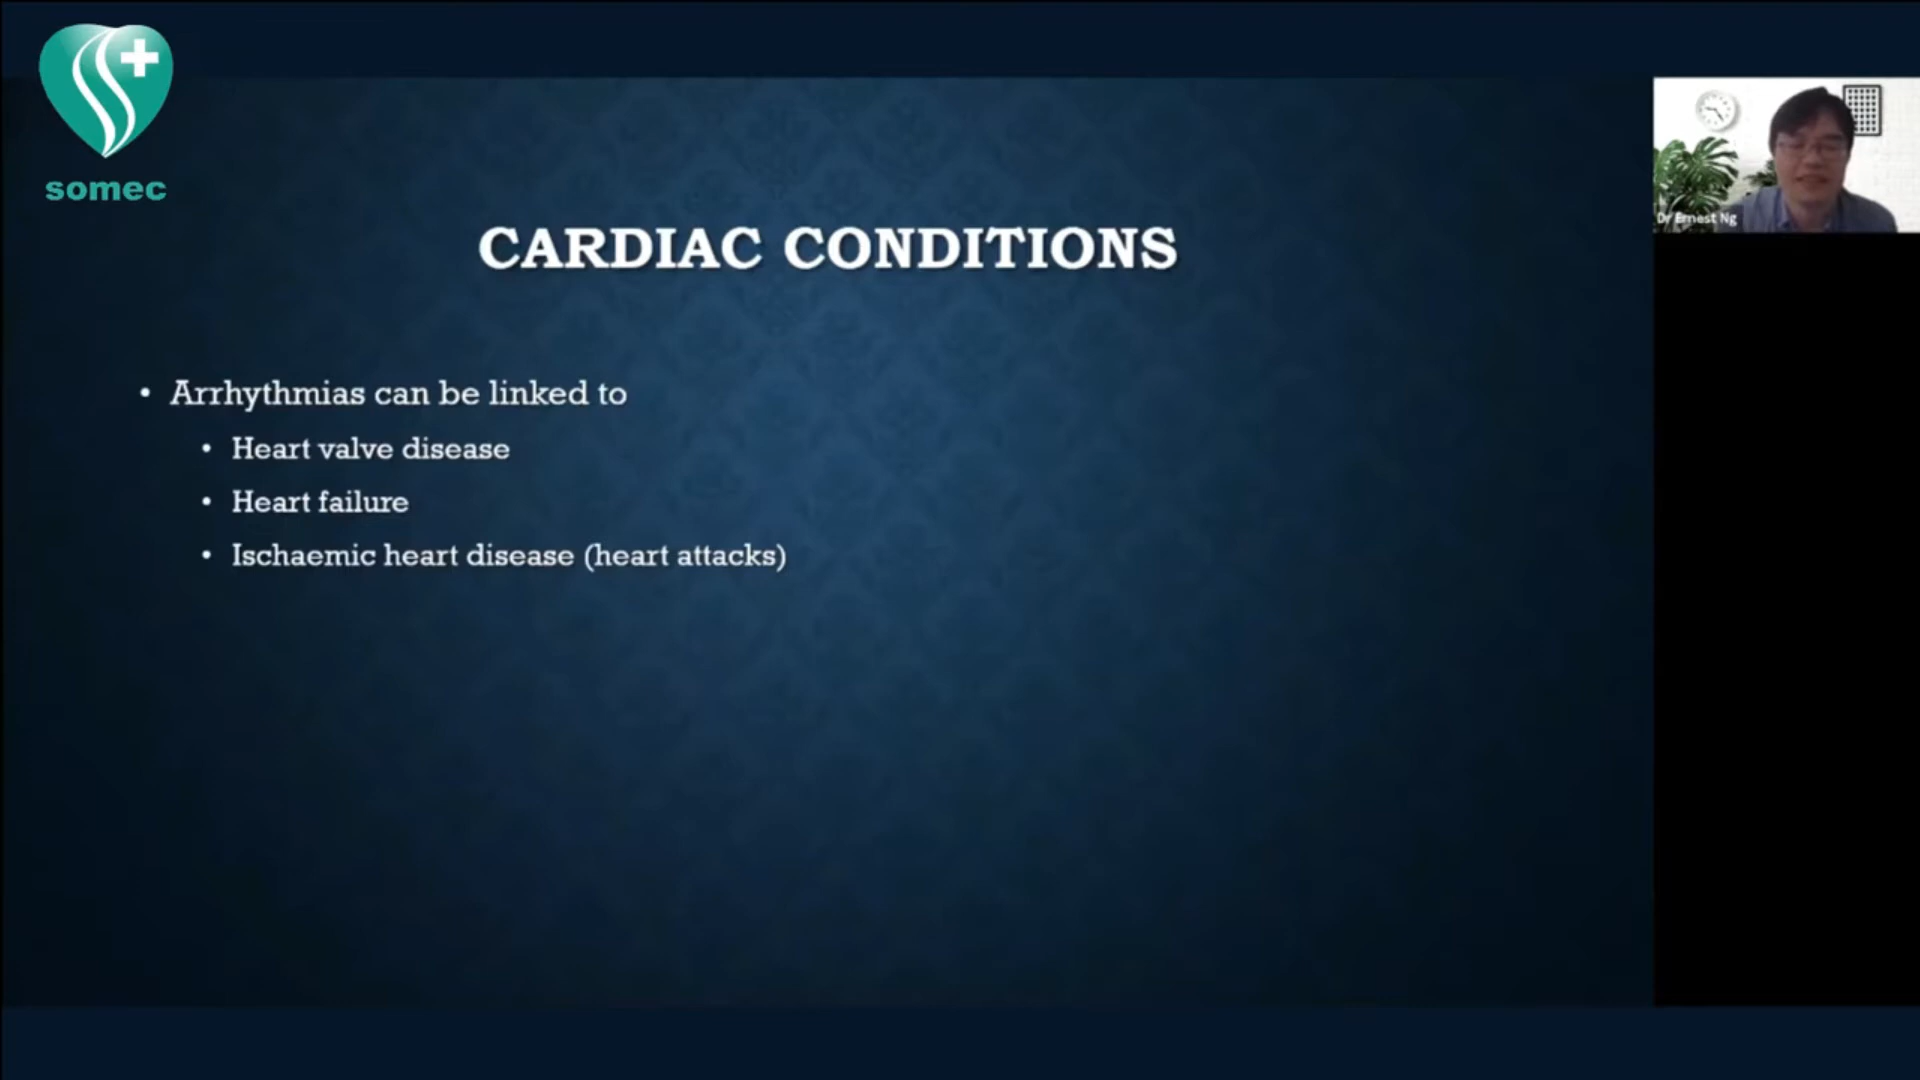 somec
Dr Ernest Ng
CARDIAC CONDITIONS
• Arrhythmias can be linked to
• Heart valve disease
• Heart failure
• Ischaemic heart disease (heart attacks)